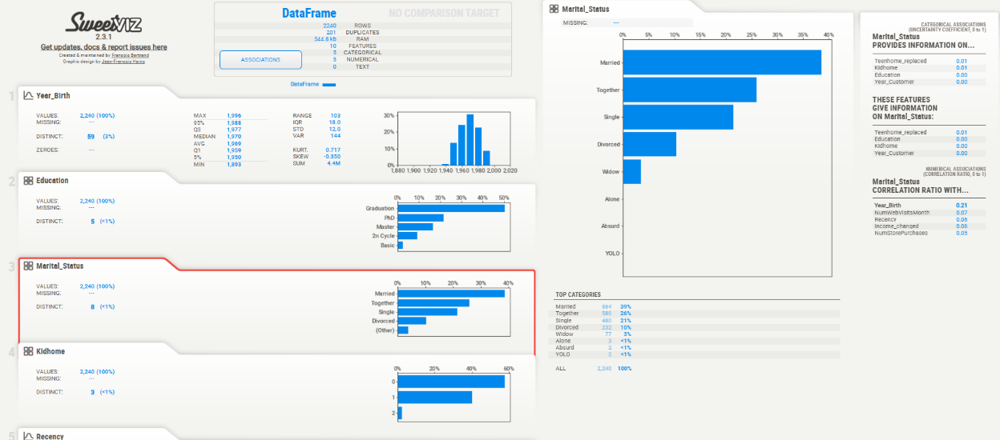 SweetVIZ
2.3.1
Get updates, docs & report issues here
Created & maintained by Francois Bertrand
Graphic design by Jean-Francois Hains
DataFrame
NO COMPARISON TARGET
2240 ROWS
201 DUPLICATES
544.8 kb RAM
10 FEATURES
5 CATEGORICAL
5 NUMERICAL
0 TEXT
ASSOCIATIONS
DataFrame
1
Year_Birth
VALUES: 2,240 (100%)
MISSING: ---
DISTINCT: 59 (3%)
ZEROES: ---
MAX 1,996
95% 1,988
Q3 1,977
MEDIAN 1,970
AVG 1,969
Q1 1,959
5% 1,950
MIN 1,893
RANGE 103
IQR 18.0
STD 12.0
VAR 144
KURT. 0.717
SKEW -0.350
SUM 4.4M
30%
20%
10%
0%
1,880 1,900 1,920 1,940 1,960 1,980 2,000 2,020
2
Education
VALUES: 2,240 (100%)
MISSING: ---
DISTINCT: 5 (<1%)
0% 10% 20% 30% 40% 50%
Graduation
PhD
Master
2n Cycle
Basic
3
Marital_Status
VALUES: 2,240 (100%)
MISSING: ---
DISTINCT: 8 (<1%)
0% 10% 20% 30% 40%
Married
Together
Single
Divorced
(Other)
4
Kidhome
VALUES: 2,240 (100%)
MISSING: ---
DISTINCT: 3 (<1%)
0% 20% 40% 60%
0
1
2
5
Recency
Marital_Status
MISSING: ---
0% 5% 10% 15% 20% 25% 30% 35% 40%
Married
Together
Single
Divorced
Widow
Alone
Absurd
YOLO
TOP CATEGORIES
Married 864 39%
Together 580 26%
Single 480 21%
Divorced 232 10%
Widow 77 3%
Alone 3 <1%
Absurd 2 <1%
YOLO 2 <1%
ALL 2,240 100%
CATEGORICAL ASSOCIATIONS
(UNCERTAINTY COEFFICIENT, 0 to 1)
Marital_Status
PROVIDES INFORMATION ON...
Teenhome_replaced 0.01
Kidhome 0.01
Education 0.00
Year_Customer 0.00
THESE FEATURES
GIVE INFORMATION
ON Marital_Status:
Teenhome_replaced 0.01
Education 0.00
Kidhome 0.00
Year_Customer 0.00
NUMERICAL ASSOCIATIONS
(CORRELATION RATIO, 0 to 1)
Marital_Status
CORRELATION RATIO WITH...
Year_Birth 0.21
NumWebVisitsMonth 0.07
Recency 0.06
Income_changed 0.06
NumStorePurchases 0.05